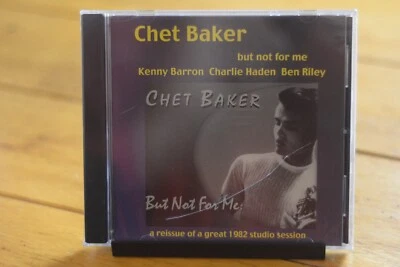 Chet Baker
but not for me
Kenny Barron Charlie Haden Ben Riley
CHET BAKER
But Not For Me
a reissue of a great 1982 studio session